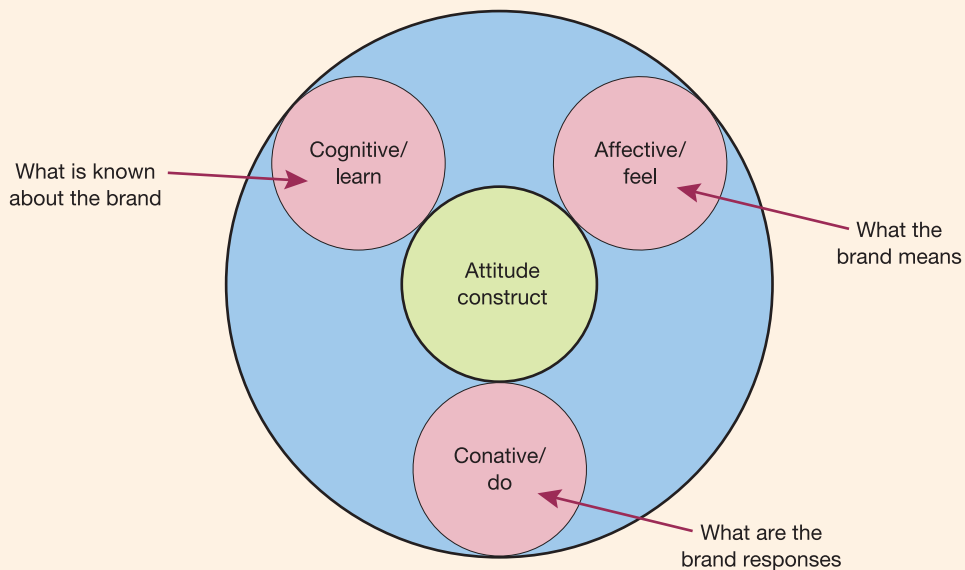 Cognitive/
learn
Affective/
feel
What is known
about the brand
What the
brand means
Attitude
construct
Conative/
do
What are the
brand responses